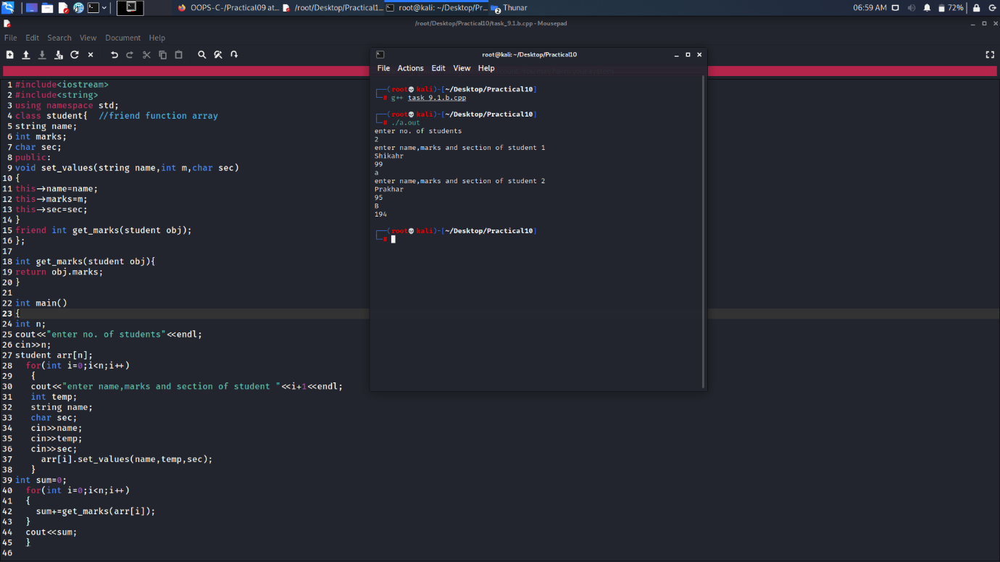 OOPS-C-/Practical09 at... /root/Desktop/Practical1... root@kali: ~/Desktop/Pr... 2 Thunar 06:59 AM 72%
/root/Desktop/Practical10/task_9.1.b.cpp - Mousepad
File Edit Search View Document Help
1 #include<iostream>
2 #include<string>
3 using namespace std;
4 class student{  //friend function array
5 string name;
6 int marks;
7 char sec;
8 public:
9 void set_values(string name,int m,char sec)
10 {
11 this->name=name;
12 this->marks=m;
13 this->sec=sec;
14 }
15 friend int get_marks(student obj);
16 };
17
18 int get_marks(student obj){
19 return obj.marks;
20 }
21
22 int main()
23 {
24 int n;
25 cout<<"enter no. of students"<<endl;
26 cin>>n;
27 student arr[n];
28   for(int i=0;i<n;i++)
29    {
30    cout<<"enter name,marks and section of student "<<i+1<<endl;
31    int temp;
32    string name;
33    char sec;
34    cin>>name;
35    cin>>temp;
36    cin>>sec;
37      arr[i].set_values(name,temp,sec);
38    }
39 int sum=0;
40   for(int i=0;i<n;i++)
41   {
42     sum+=get_marks(arr[i]);
43   }
44   cout<<sum;
45   }
46
root@kali: ~/Desktop/Practical10
File Actions Edit View Help
(root💀kali)-[~/Desktop/Practical10]
# g++ task_9.1.b.cpp
(root💀kali)-[~/Desktop/Practical10]
# ./a.out
enter no. of students
2
enter name,marks and section of student 1
Shikahr
99
a
enter name,marks and section of student 2
Prakhar
95
B
194
(root💀kali)-[~/Desktop/Practical10]
#